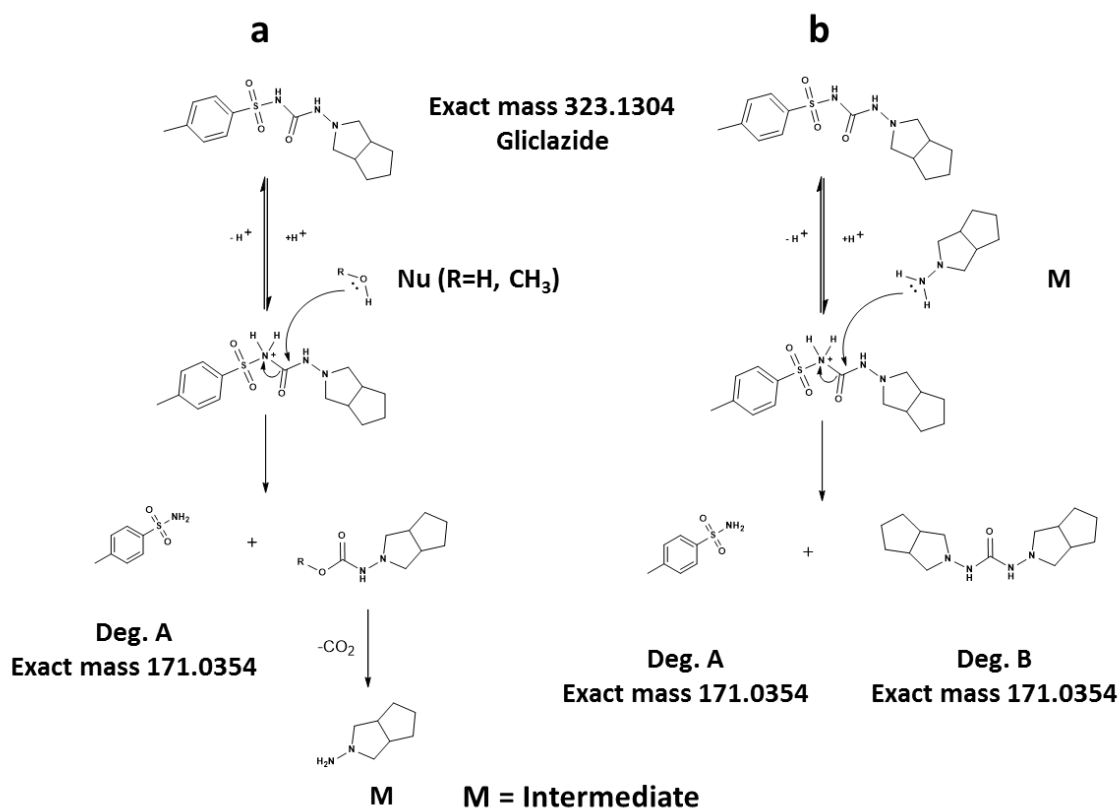 a
b
Exact mass 323.1304
Gliclazide
- H+ +H+
- H+ +H+
Nu (R=H, CH₃)
M
+
+
Deg. A
Exact mass 171.0354
-CO₂
Deg. A
Exact mass 171.0354
Deg. B
Exact mass 171.0354
M
M = Intermediate